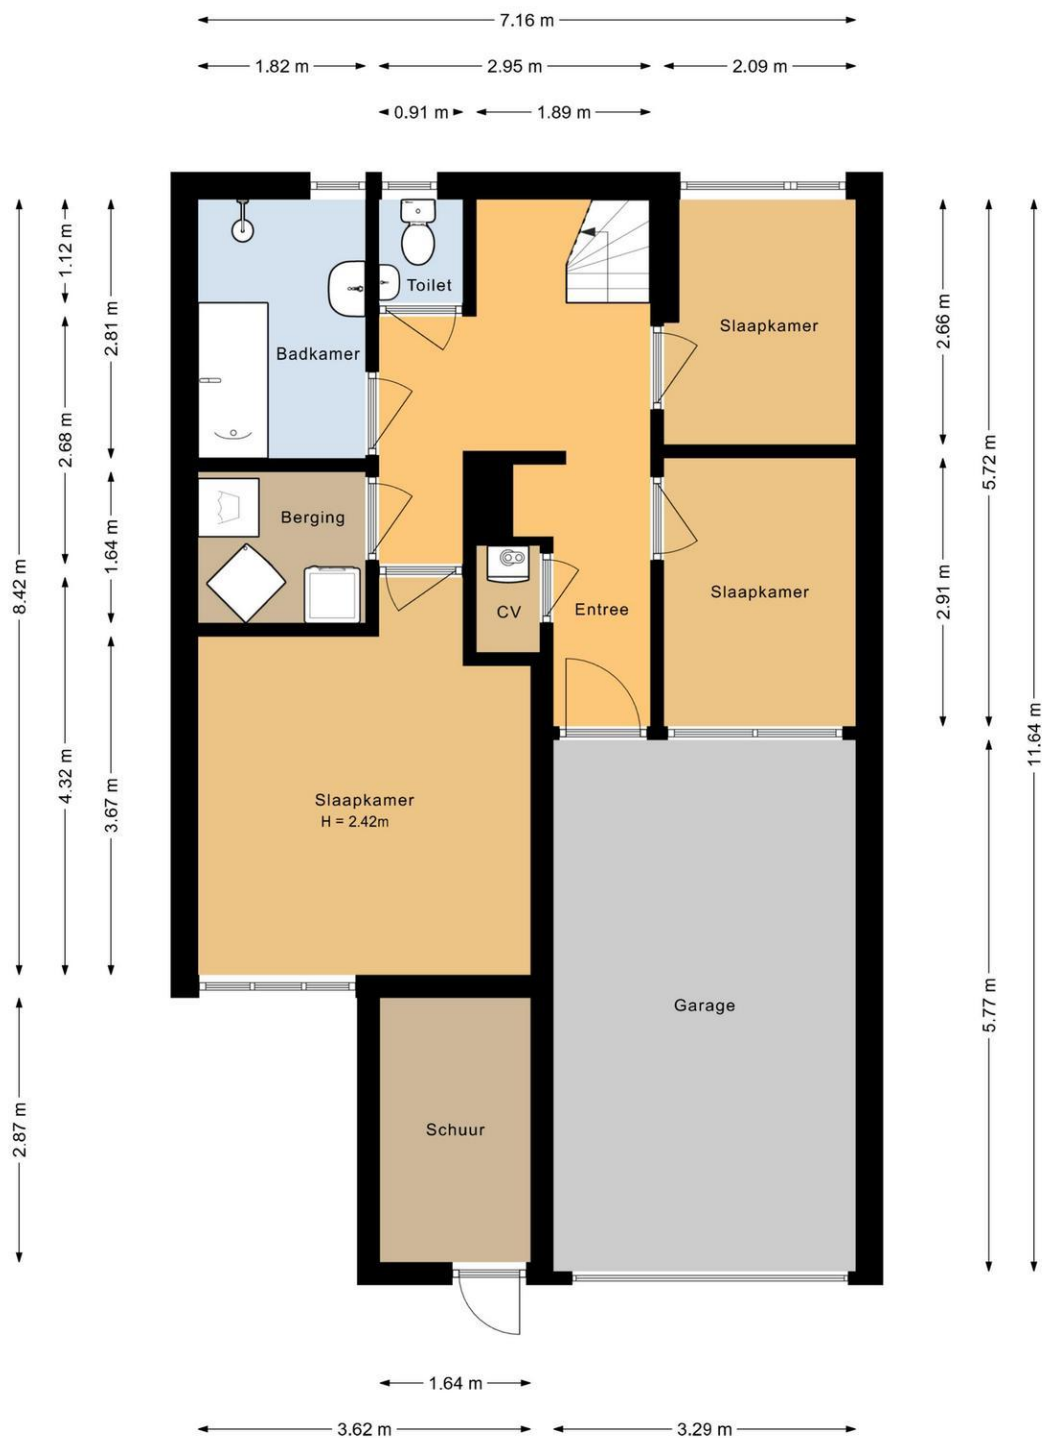 7.16 m
1.82 m
2.95 m
2.09 m
0.91 m
1.89 m
8.42 m
2.87 m
1.12 m
2.68 m
4.32 m
2.81 m
1.64 m
3.67 m
Toilet
Badkamer
Slaapkamer
Berging
CV
Entree
Slaapkamer
Slaapkamer
H = 2.42m
Garage
Schuur
2.66 m
2.91 m
5.72 m
5.77 m
11.64 m
1.64 m
3.62 m
3.29 m